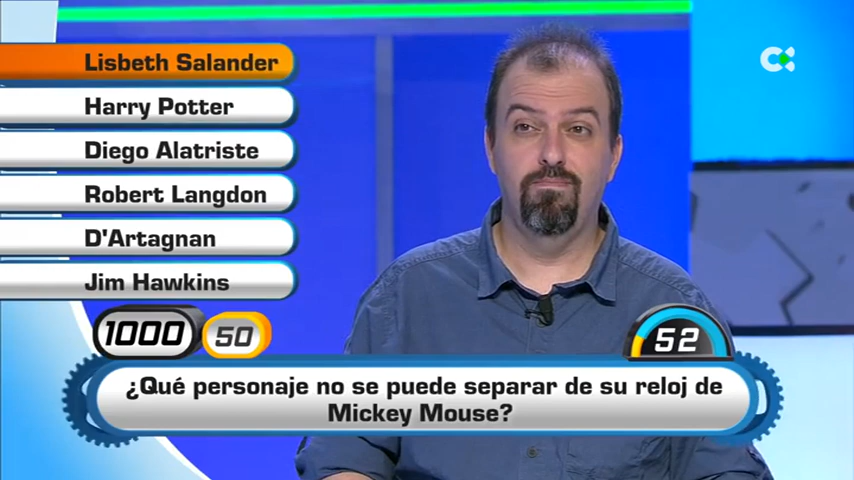 Lisbeth Salander
Harry Potter
Diego Alatriste
Robert Langdon
D'Artagnan
Jim Hawkins
1000
50
52
¿Qué personaje no se puede separar de su reloj de
Mickey Mouse?